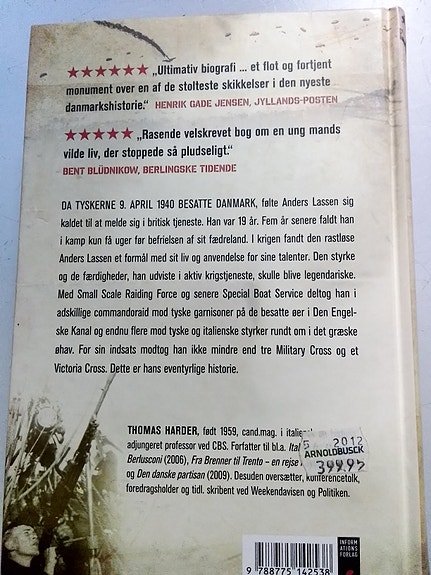 ★★★★★★ „Ultimativ biografi ... et flot og fortjent
monument over en af de stolteste skikkelser i den nyeste
danmarkshistorie.“ HENRIK GADE JENSEN, JYLLANDS-POSTEN
★★★★★ „Rasende velskrevet bog om en ung mands
vilde liv, der stoppede så pludseligt.“
BENT BLÜDNIKOW, BERLINGSKE TIDENDE
DA TYSKERNE 9. APRIL 1940 BESATTE DANMARK, følte Anders Lassen sig
kaldet til at melde sig i britisk tjeneste. Han var 19 år. Fem år senere faldt han
i kamp kun få uger før befrielsen af sit fædreland. I krigen fandt den rastløse
Anders Lassen et formål med sit liv og anvendelse for sine talenter. Den styrke
og de færdigheder, han udviste i aktiv krigstjeneste, skulle blive legendariske.
Med Small Scale Raiding Force og senere Special Boat Service deltog han i
adskillige commandoraid mod tyske garnisoner på de besatte øer i Den Engel-
ske Kanal og endnu flere mod tyske og italienske styrker rundt om i det græske
øhav. For sin indsats modtog han ikke mindre end tre Military Cross og et
Victoria Cross. Dette er hans eventyrlige historie.
THOMAS HARDER, født 1959, cand.mag. i
adjungeret professor ved CBS. Forfatter til bl.a.
Berlusconi (2006), Fra Brenner til Trento – en rejse
og Den danske partisan (2009). Desuden oversætter, konferencetolk,
foredragsholder og tidl. skribent ved Weekendavisen og Politiken.
5 2012
ARNOLD BUSCK
399.95
9 788775 142538
INFORM
ATIONS
FORLAG